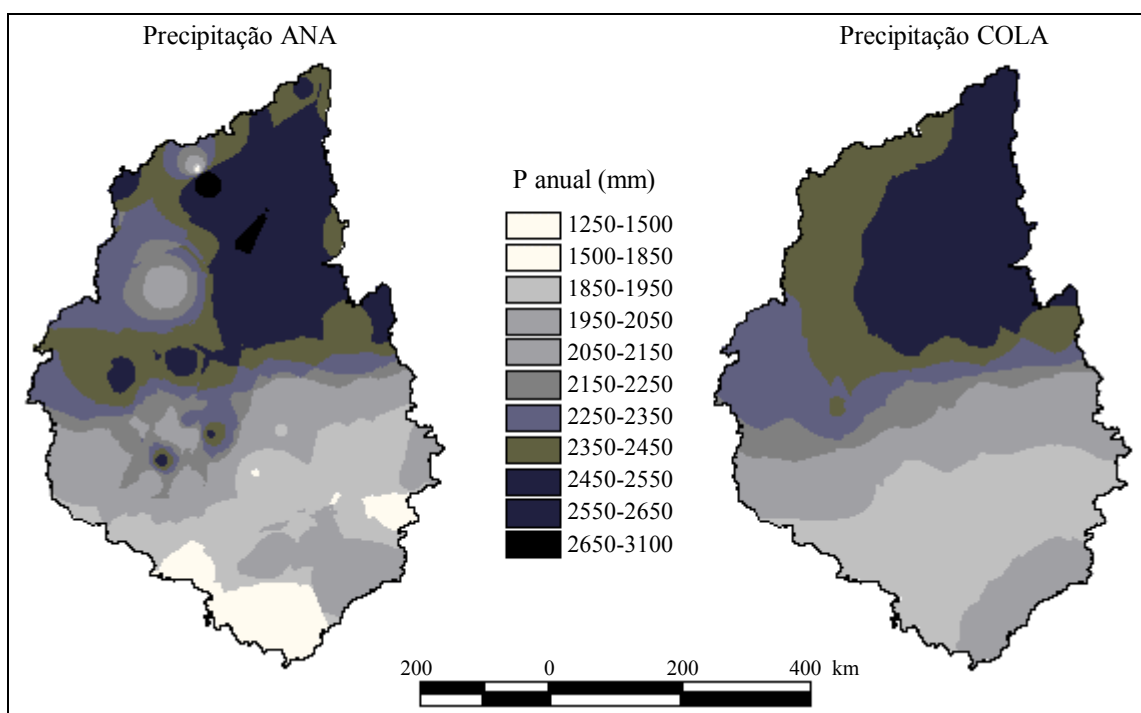 Precipitação ANA
Precipitação COLA
P anual (mm)
1250-1500
1500-1850
1850-1950
1950-2050
2050-2150
2150-2250
2250-2350
2350-2450
2450-2550
2550-2650
2650-3100
200 0 200 400 km